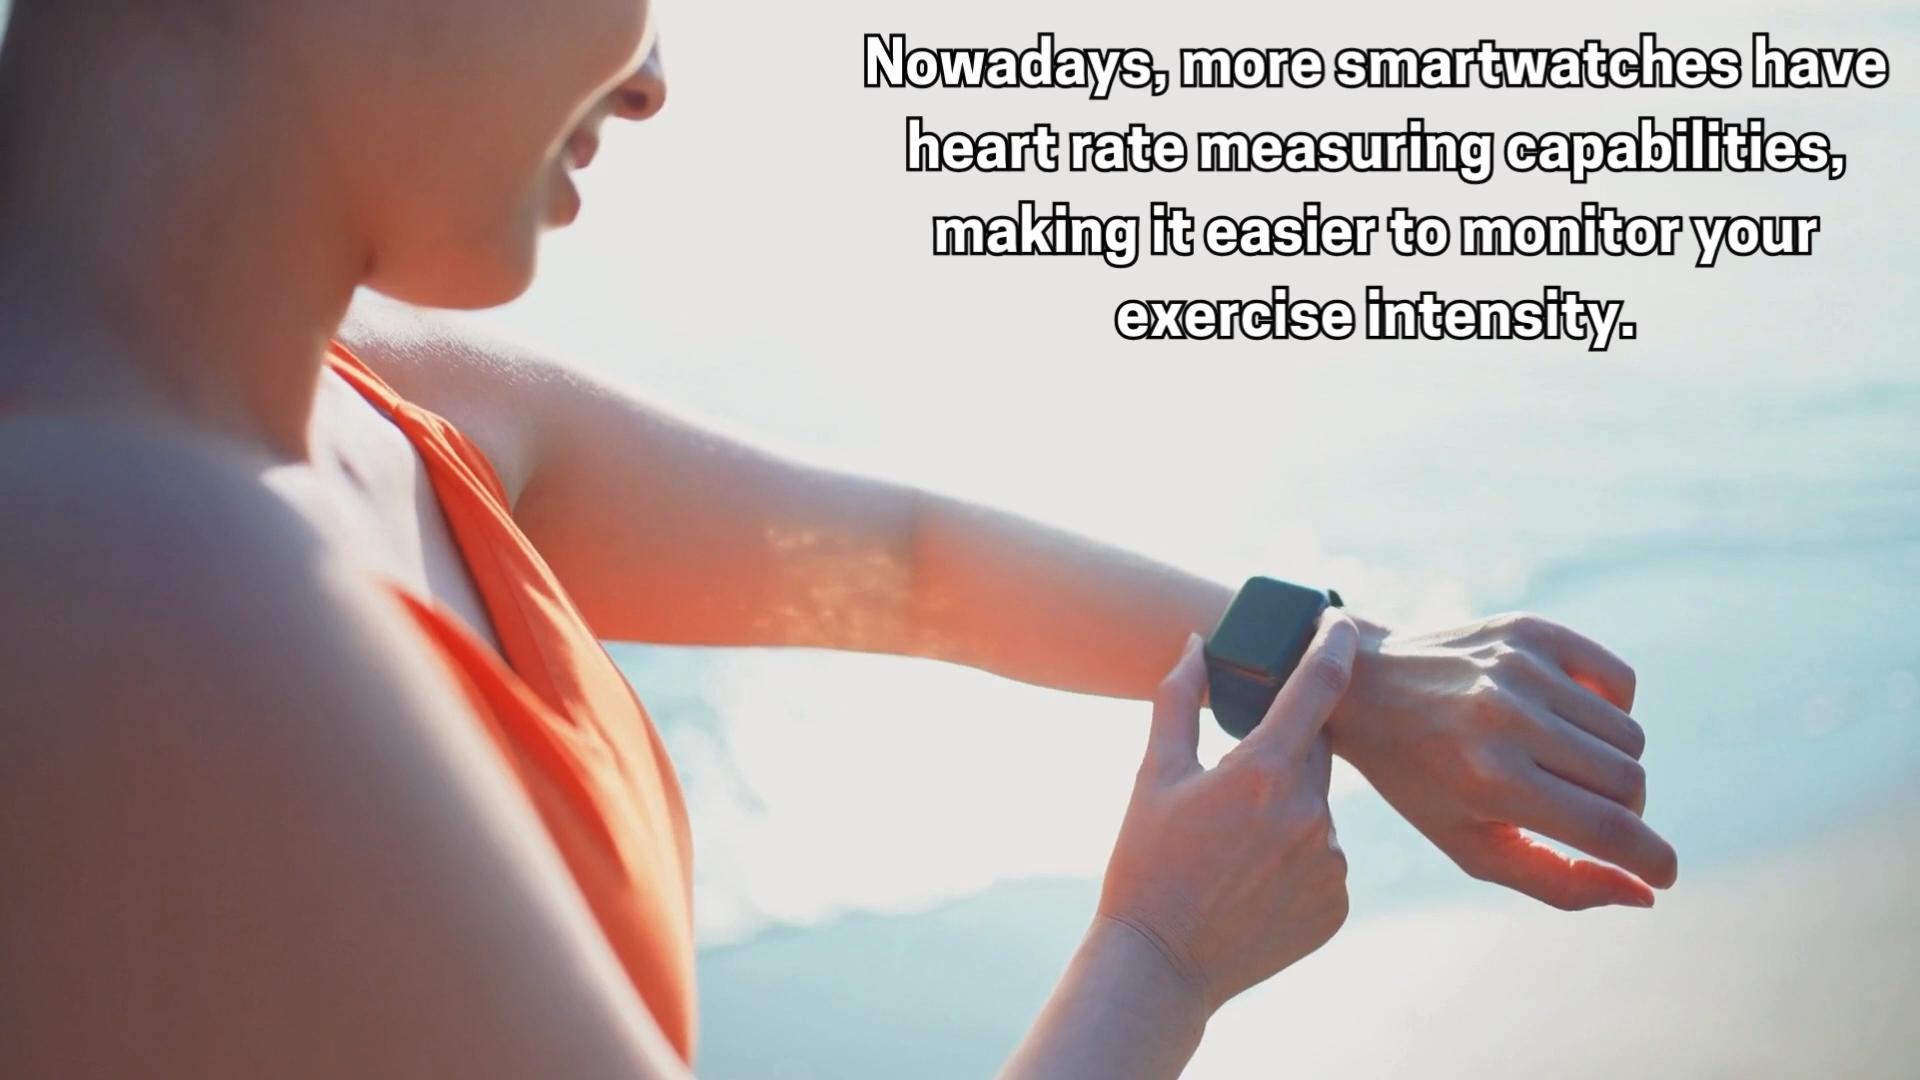 Nowadays, more smartwatches have
heart rate measuring capabilities,
making it easier to monitor your
exercise intensity.